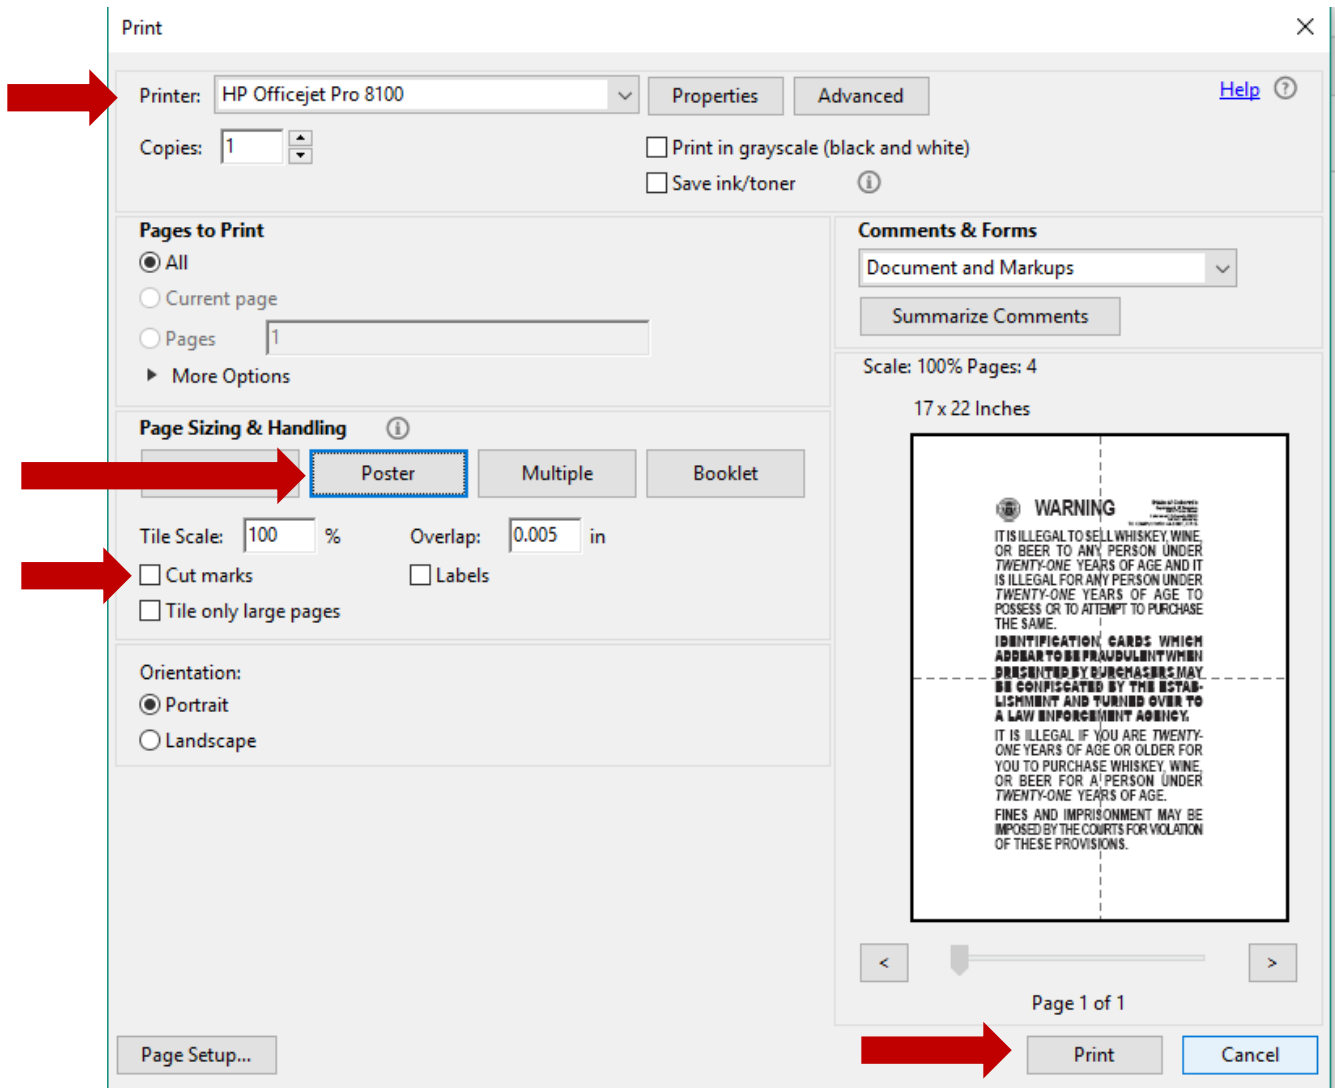 Print
Printer: HP Officejet Pro 8100 Properties Advanced Help ?
Copies: 1 Print in grayscale (black and white)
Save ink/toner
Pages to Print
All
Current page
Pages 1
More Options
Comments & Forms
Document and Markups
Summarize Comments
Page Sizing & Handling
Poster Multiple Booklet
Tile Scale: 100 % Overlap: 0.005 in
Cut marks Labels
Tile only large pages
Orientation:
Portrait
Landscape
Scale: 100% Pages: 4
17 x 22 Inches
WARNING
IT IS ILLEGAL TO SELL WHISKEY, WINE,
OR BEER TO ANY PERSON UNDER
TWENTY-ONE YEARS OF AGE AND IT
IS ILLEGAL FOR ANY PERSON UNDER
TWENTY-ONE YEARS OF AGE TO
POSSESS OR TO ATTEMPT TO PURCHASE
THE SAME.
IDENTIFICATION CARDS WHICH
APPEAR TO BE FRAUDULENT WHEN
PRESENTED BY PURCHASERS MAY
BE CONFISCATED BY THE ESTAB-
LISHMENT AND TURNED OVER TO
A LAW ENFORCEMENT AGENCY.
IT IS ILLEGAL IF YOU ARE TWENTY-
ONE YEARS OF AGE OR OLDER FOR
YOU TO PURCHASE WHISKEY, WINE,
OR BEER FOR A PERSON UNDER
TWENTY-ONE YEARS OF AGE.
FINES AND IMPRISONMENT MAY BE
IMPOSED BY THE COURTS FOR VIOLATION
OF THESE PROVISIONS.
< >
Page 1 of 1
Page Setup... Print Cancel